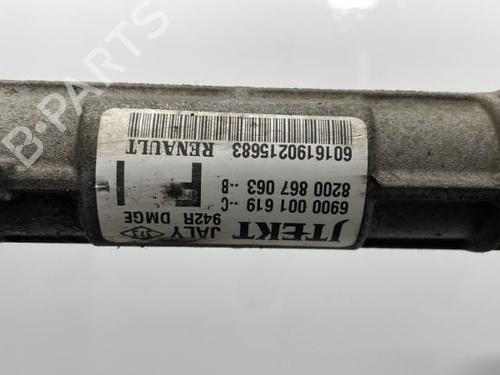 JTEKT
JALY
942R DMGE
6900 001 619 --C
8200 867 063 --B
RENAULT
6016190215683
B-PARTS